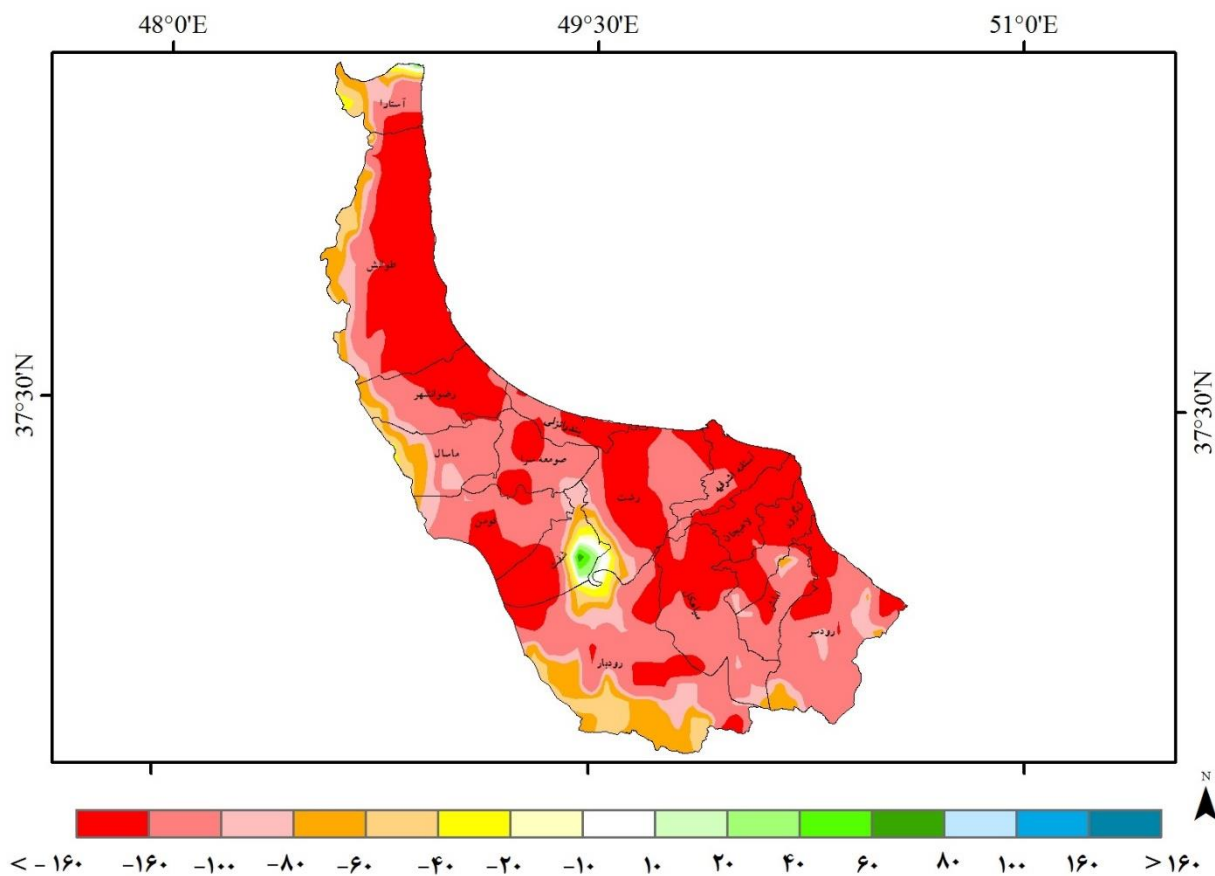 48°0'E 49°30'E 51°0'E
آستارا
طوالش
37°30'N 37°30'N
رضوانشهر
بندرانزلی
ماسال
صومعه‌سرا
رشت
لاهیجان
فومن
رودسر
رودبار
N
< -۱۶۰ -۱۶۰ -۱۰۰ -۸۰ -۶۰ -۴۰ -۲۰ -۱۰ ۱۰ ۲۰ ۴۰ ۶۰ ۸۰ ۱۰۰ ۱۶۰ > ۱۶۰